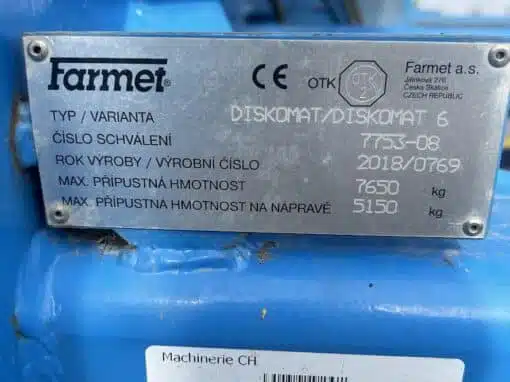 Farmet®
CE
OTK
OTK
2
Farmet a.s.
Jiřinková 276
Česká Skalice
CZECH REPUBLIC
TYP / VARIANTA DISKOMAT/DISKOMAT 6
ČÍSLO SCHVÁLENÍ 7753-08
ROK VÝROBY / VÝROBNÍ ČÍSLO 2018/0769
MAX. PŘÍPUSTNÁ HMOTNOST 7650 kg
MAX. PŘÍPUSTNÁ HMOTNOST NA NÁPRAVĚ 5150 kg
Machinerie CH